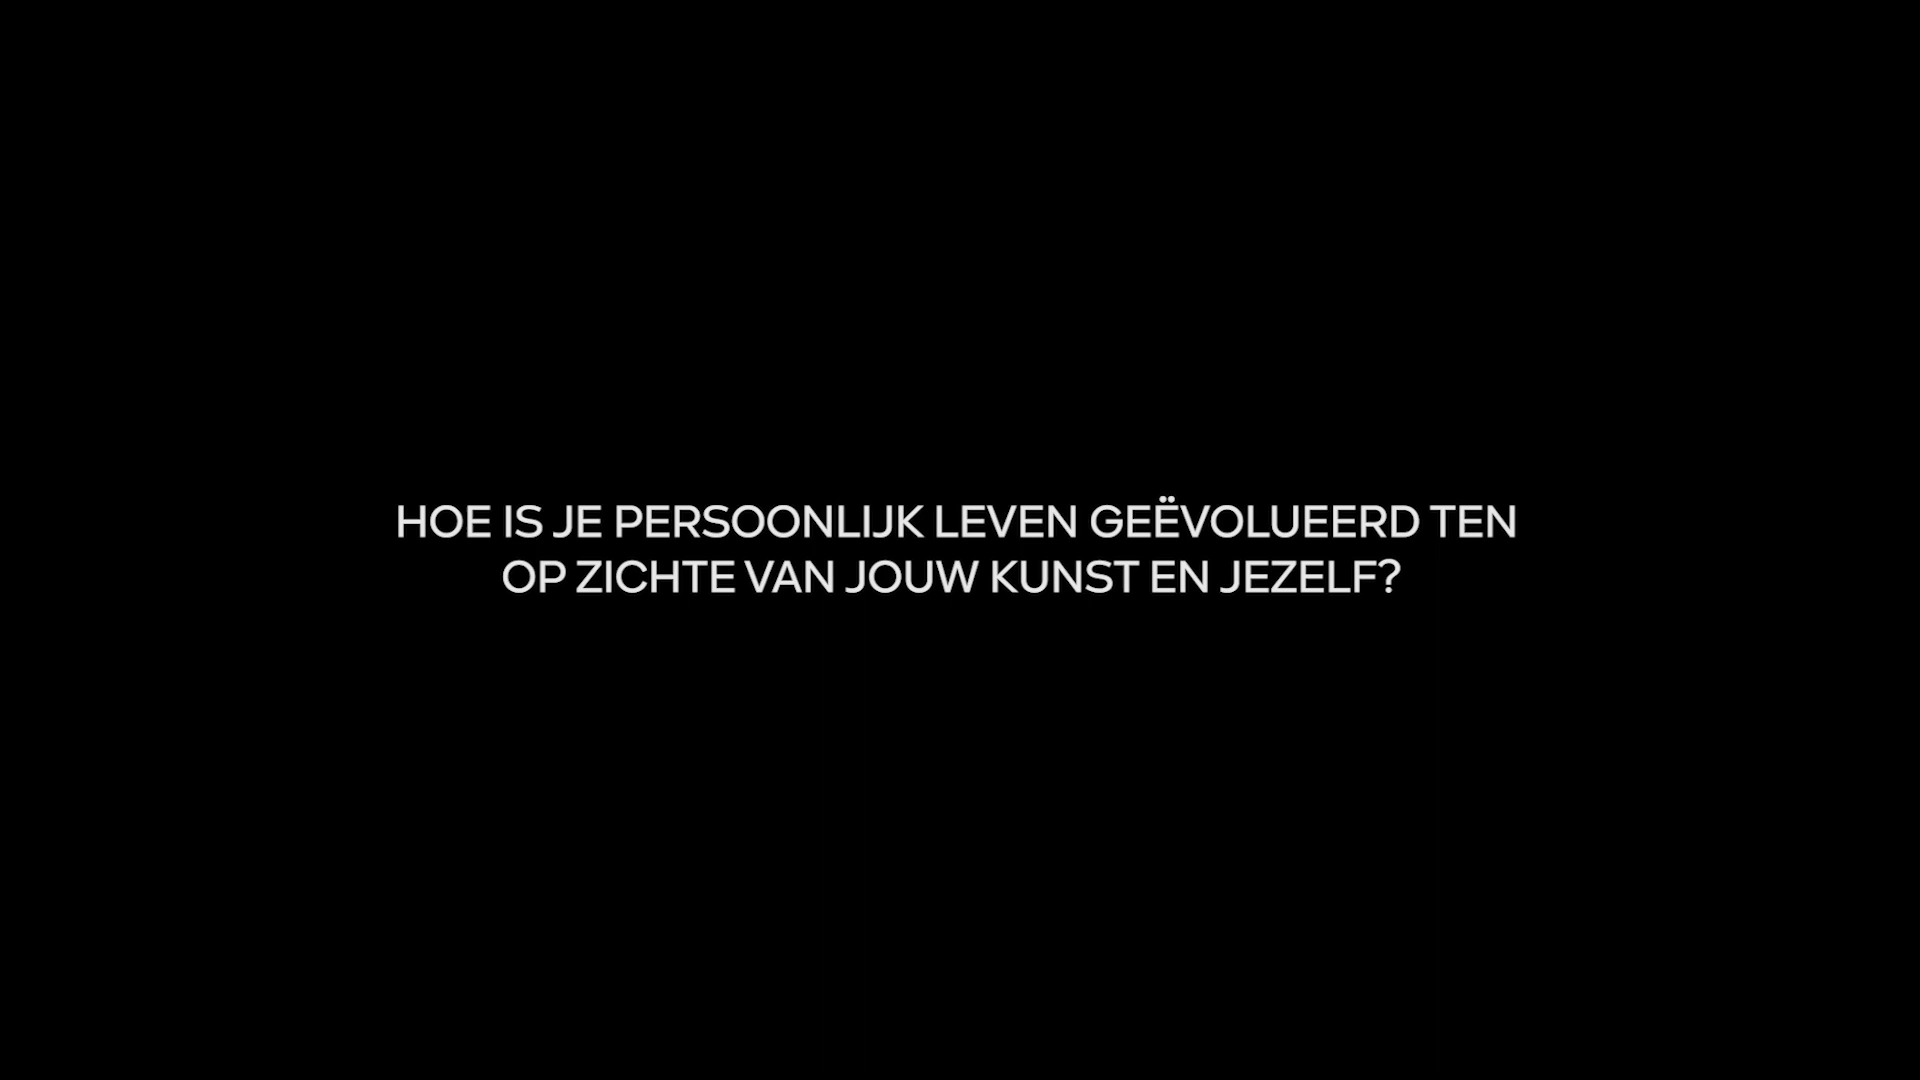 HOE IS JE PERSOONLIJK LEVEN GEËVOLUEERD TEN
OP ZICHTE VAN JOUW KUNST EN JEZELF?